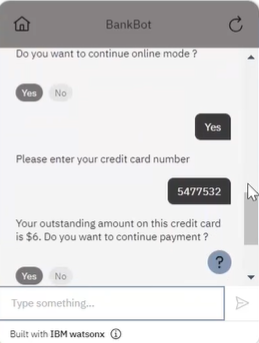 BankBot
Do you want to continue online mode ?
Yes No
Yes
Please enter your credit card number
5477532
Your outstanding amount on this credit card
is $6. Do you want to continue payment ?
?
Yes No
Type something...
Built with IBM watsonx